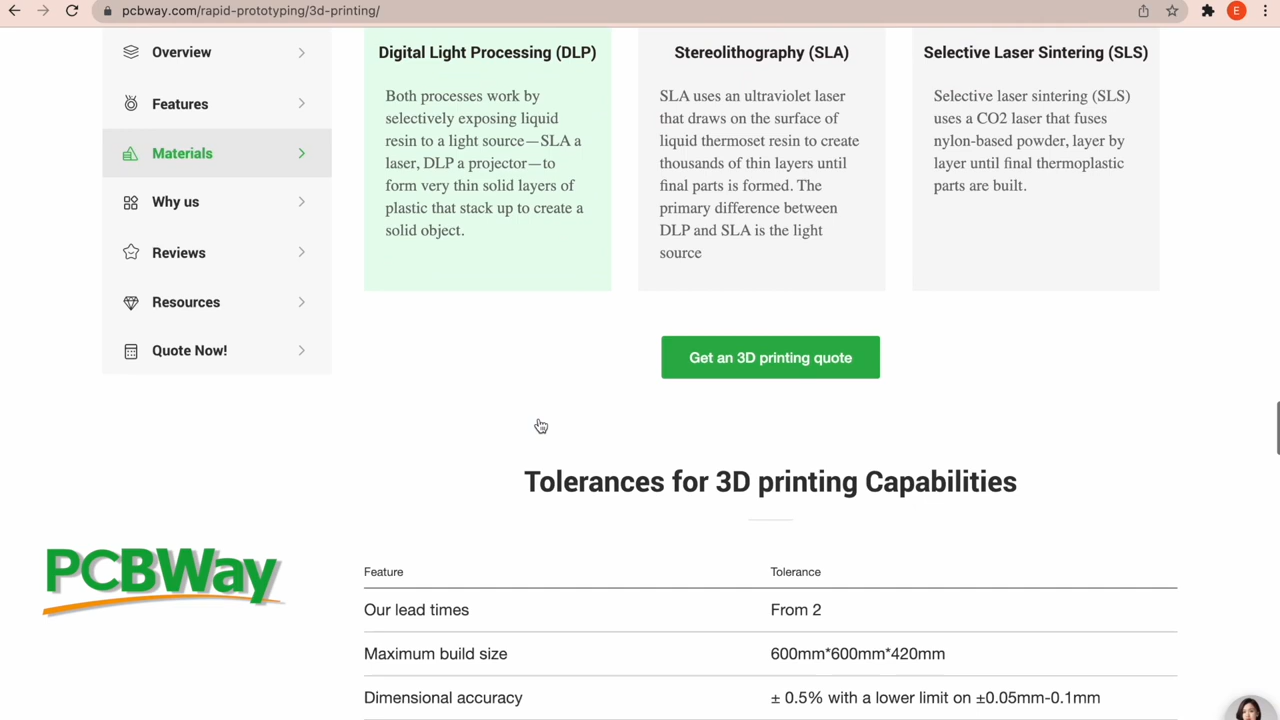 pcbway.com/rapid-prototyping/3d-printing/
E
Overview
Features
Materials
Why us
Reviews
Resources
Quote Now!
Digital Light Processing (DLP)
Both processes work by
selectively exposing liquid
resin to a light source—SLA a
laser, DLP a projector—to
form very thin solid layers of
plastic that stack up to create a
solid object.
Stereolithography (SLA)
SLA uses an ultraviolet laser
that draws on the surface of
liquid thermoset resin to create
thousands of thin layers until
final parts is formed. The
primary difference between
DLP and SLA is the light
source
Selective Laser Sintering (SLS)
Selective laser sintering (SLS)
uses a CO2 laser that fuses
nylon-based powder, layer by
layer until final thermoplastic
parts are built.
Get an 3D printing quote
Tolerances for 3D printing Capabilities
PCBWay
Feature Tolerance
Our lead times From 2
Maximum build size 600mm*600mm*420mm
Dimensional accuracy ± 0.5% with a lower limit on ±0.05mm-0.1mm